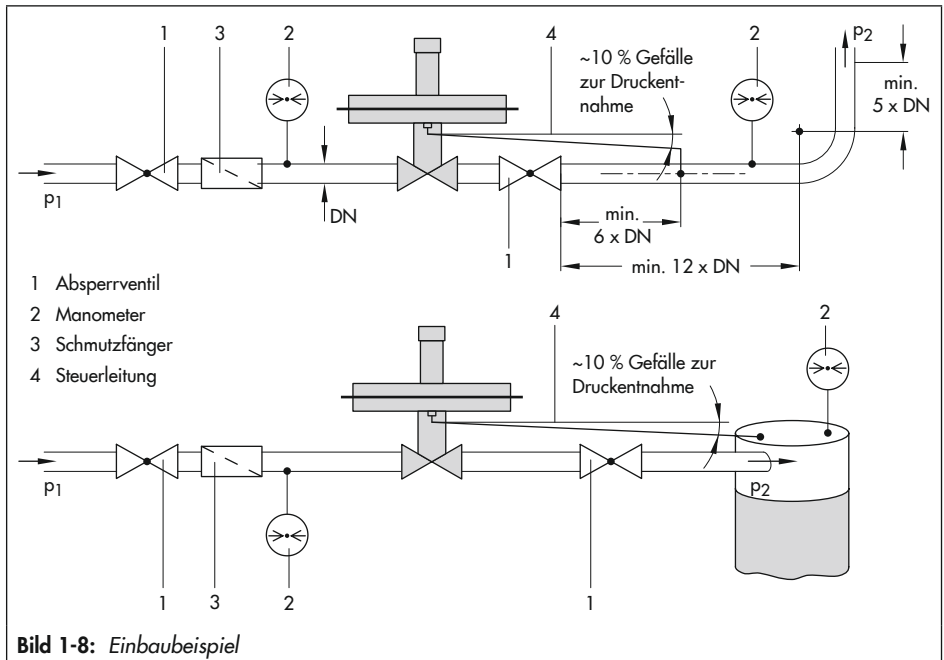 1
3
2
4
2
~10 % Gefälle
zur Druckent-
nahme
p2
min.
5 x DN
p1
DN
1
min.
6 x DN
min. 12 x DN
1 Absperrventil
2 Manometer
3 Schmutzfänger
4 Steuerleitung
4
2
~10 % Gefälle zur
Druckentnahme
p1
p2
1
3
2
1
Bild 1-8: Einbaubeispiel